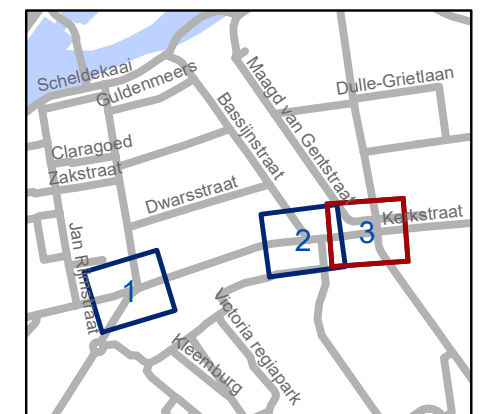 Scheldekaai
Guldenmeers
Maagd van Gentstraat
Dulle-Grietlaan
Bassijnstraat
Claragoed
Zakstraat
Dwarsstraat
Kerkstraat
Jan Rijmstraat
1
2
3
Victoria regiapark
Kleemburg